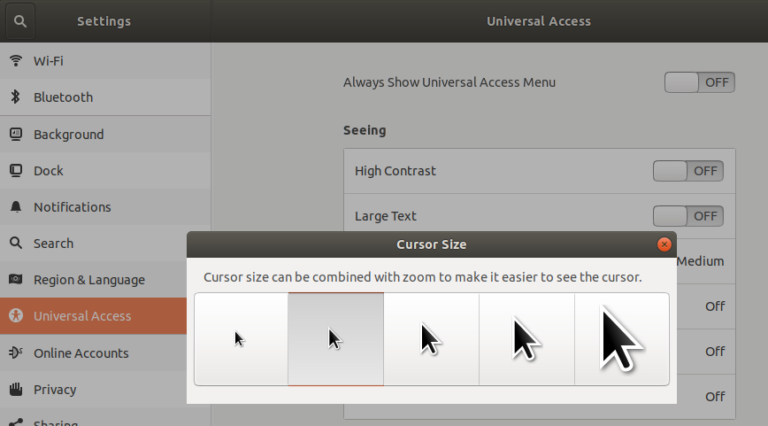 Settings
Universal Access
Wi-Fi
Bluetooth
Background
Dock
Notifications
Search
Region & Language
Universal Access
Online Accounts
Privacy
Sharing
Always Show Universal Access Menu OFF
Seeing
High Contrast OFF
Large Text OFF
Medium
Off
Off
Off
Cursor Size
Cursor size can be combined with zoom to make it easier to see the cursor.